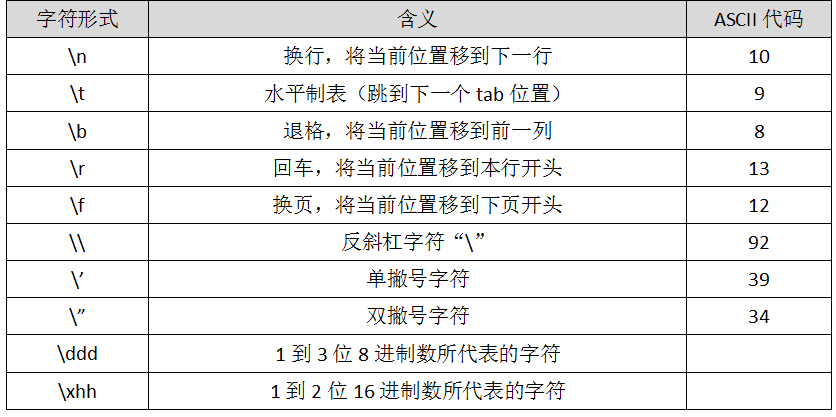 字符形式 含义 ASCII 代码
\n 换行，将当前位置移到下一行 10
\t 水平制表（跳到下一个 tab 位置） 9
\b 退格，将当前位置移到前一列 8
\r 回车，将当前位置移到本行开头 13
\f 换页，将当前位置移到下页开头 12
\\ 反斜杠字符“\” 92
\’ 单撇号字符 39
\” 双撇号字符 34
\ddd 1 到 3 位 8 进制数所代表的字符
\xhh 1 到 2 位 16 进制数所代表的字符